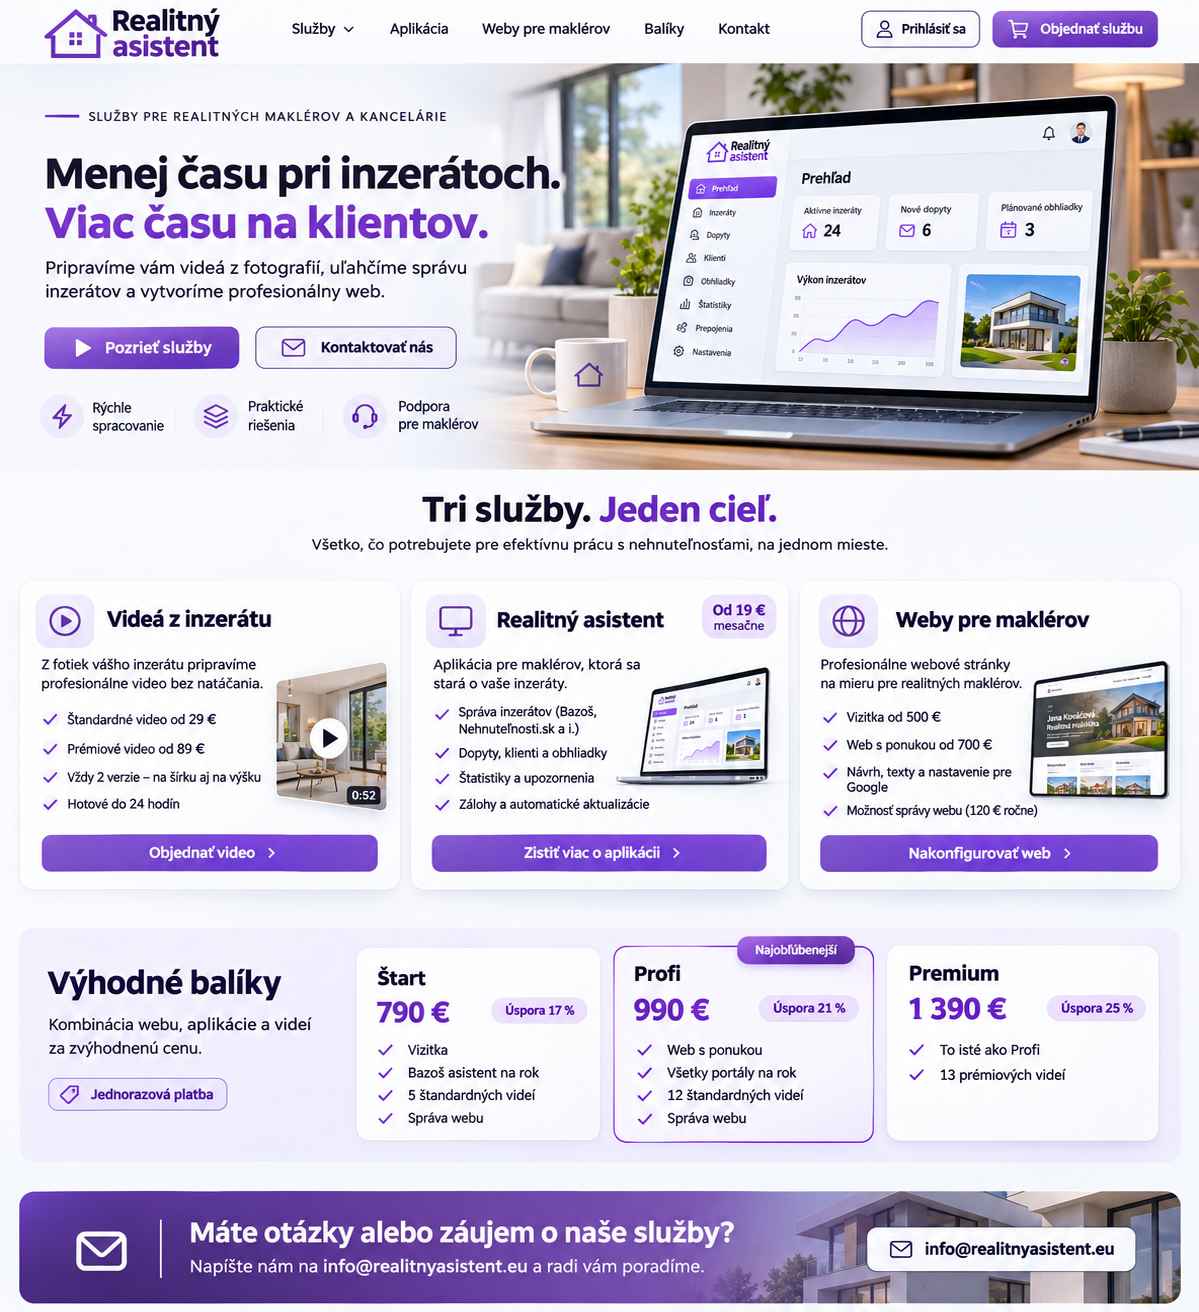 Realitný
asistent
Služby
Aplikácia
Weby pre maklérov
Balíky
Kontakt
Prihlásiť sa
Objednať službu
SLUŽBY PRE REALITNÝCH MAKLÉROV A KANCELÁRIE
Menej času pri inzerátoch.
Viac času na klientov.
Pripravíme vám videá z fotografií, uľahčíme správu
inzerátov a vytvoríme profesionálny web.
Pozrieť služby
Kontaktovať nás
Rýchle
spracovanie
Praktické
riešenia
Podpora
pre maklérov
Realitný
asistent
Prehľad
Inzeráty
Dopyty
Klienti
Obhliadky
Štatistiky
Prepojenia
Nastavenia
Prehľad
Aktívne inzeráty
24
Nové dopyty
6
Plánované obhliadky
3
Výkon inzerátov
Tri služby. Jeden cieľ.
Všetko, čo potrebujete pre efektívnu prácu s nehnuteľnosťami, na jednom mieste.
Videá z inzerátu
Z fotiek vášho inzerátu pripravíme
profesionálne video bez natáčania.
Štandardné video od 29 €
Prémiové video od 89 €
Vždy 2 verzie – na šírku aj na výšku
Hotové do 24 hodín
0:52
Objednať video
Realitný asistent
Od 19 €
mesačne
Aplikácia pre maklérov, ktorá sa
stará o vaše inzeráty.
Správa inzerátov (Bazoš,
Nehnuteľnosti.sk a i.)
Dopyty, klienti a obhliadky
Štatistiky a upozornenia
Zálohy a automatické aktualizácie
Zistiť viac o aplikácii
Weby pre maklérov
Profesionálne webové stránky
na mieru pre realitných maklérov.
Vizitka od 500 €
Web s ponukou od 700 €
Návrh, texty a nastavenie pre
Google
Možnosť správy webu (120 € ročne)
Jana Kováčová
Realitná maklérka
Nakonfigurovať web
Výhodné balíky
Kombinácia webu, aplikácie a videí
za zvýhodnenú cenu.
Jednorazová platba
Štart
790 €
Úspora 17 %
Vizitka
Bazoš asistent na rok
5 štandardných videí
Správa webu
Najobľúbenejší
Profi
990 €
Úspora 21 %
Web s ponukou
Všetky portály na rok
12 štandardných videí
Správa webu
Premium
1 390 €
Úspora 25 %
To isté ako Profi
13 prémiových videí
Máte otázky alebo záujem o naše služby?
Napíšte nám na info@realitnyasistent.eu a radi vám poradíme.
info@realitnyasistent.eu